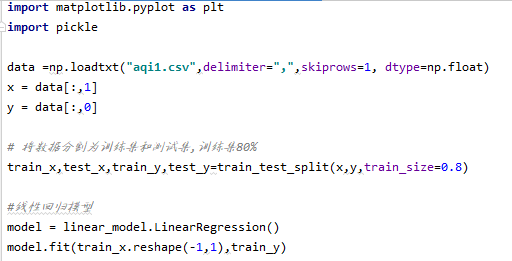 import matplotlib.pyplot as plt
import pickle
data =np.loadtxt("aqi1.csv",delimiter=",",skiprows=1, dtype=np.float)
x = data[:,1]
y = data[:,0]
# 将数据分割为训练集和测试集,训练集80%
train_x,test_x,train_y,test_y=train_test_split(x,y,train_size=0.8)
#线性回归模型
model = linear_model.LinearRegression()
model.fit(train_x.reshape(-1,1),train_y)